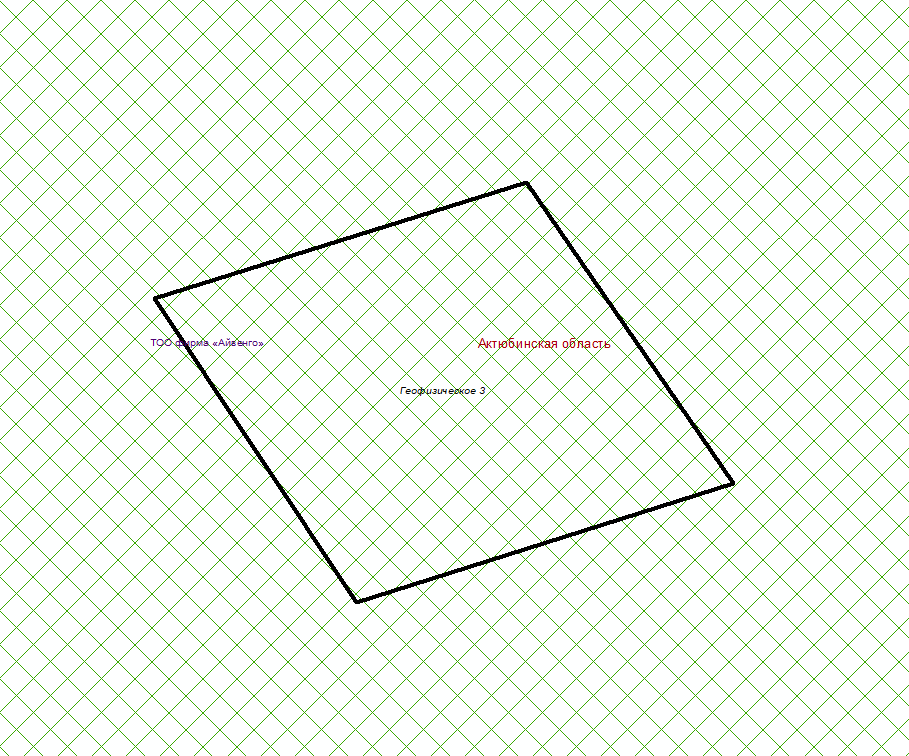 ТОО фирма «Айвенго»
Актюбинская область
Геофизическое 3